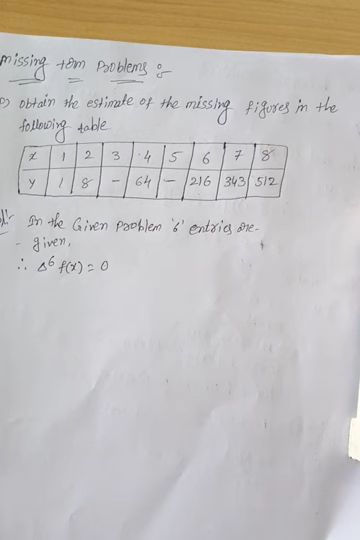 missing term problems :-
P) obtain the estimate of the missing figures in the
following table
x 1 2 3 4 5 6 7 8
y 1 8 - 64 - 216 343 512
In the Given problem '6' entries are
- given,
∴ Δ⁶ f(x) = 0